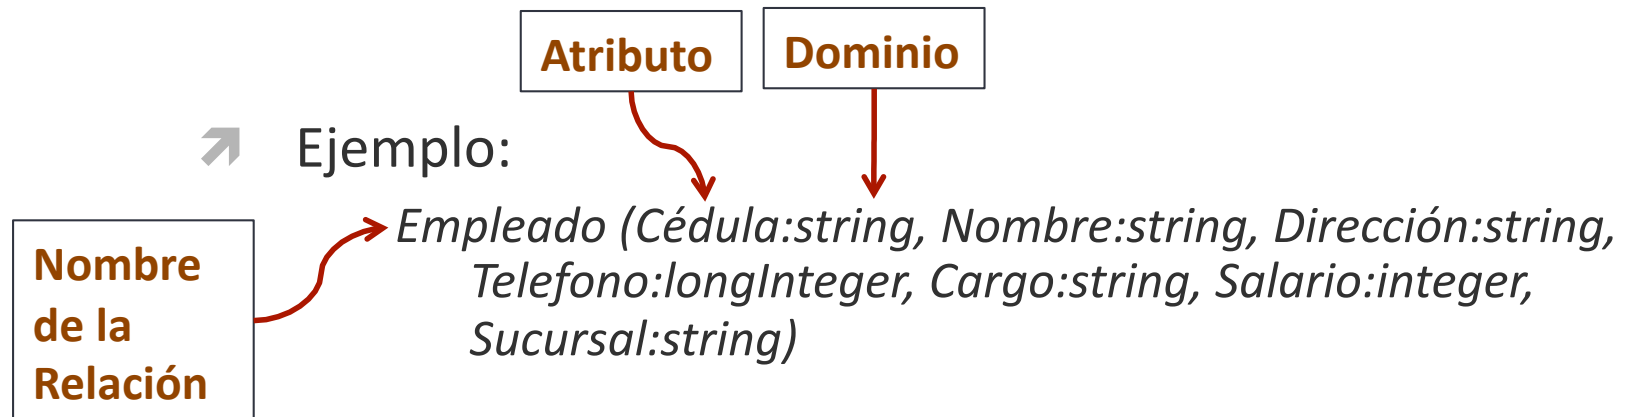 Atributo
Dominio
Ejemplo:
Empleado (Cédula:string, Nombre:string, Dirección:string,
Telefono:longInteger, Cargo:string, Salario:integer,
Sucursal:string)
Nombre
de la
Relación